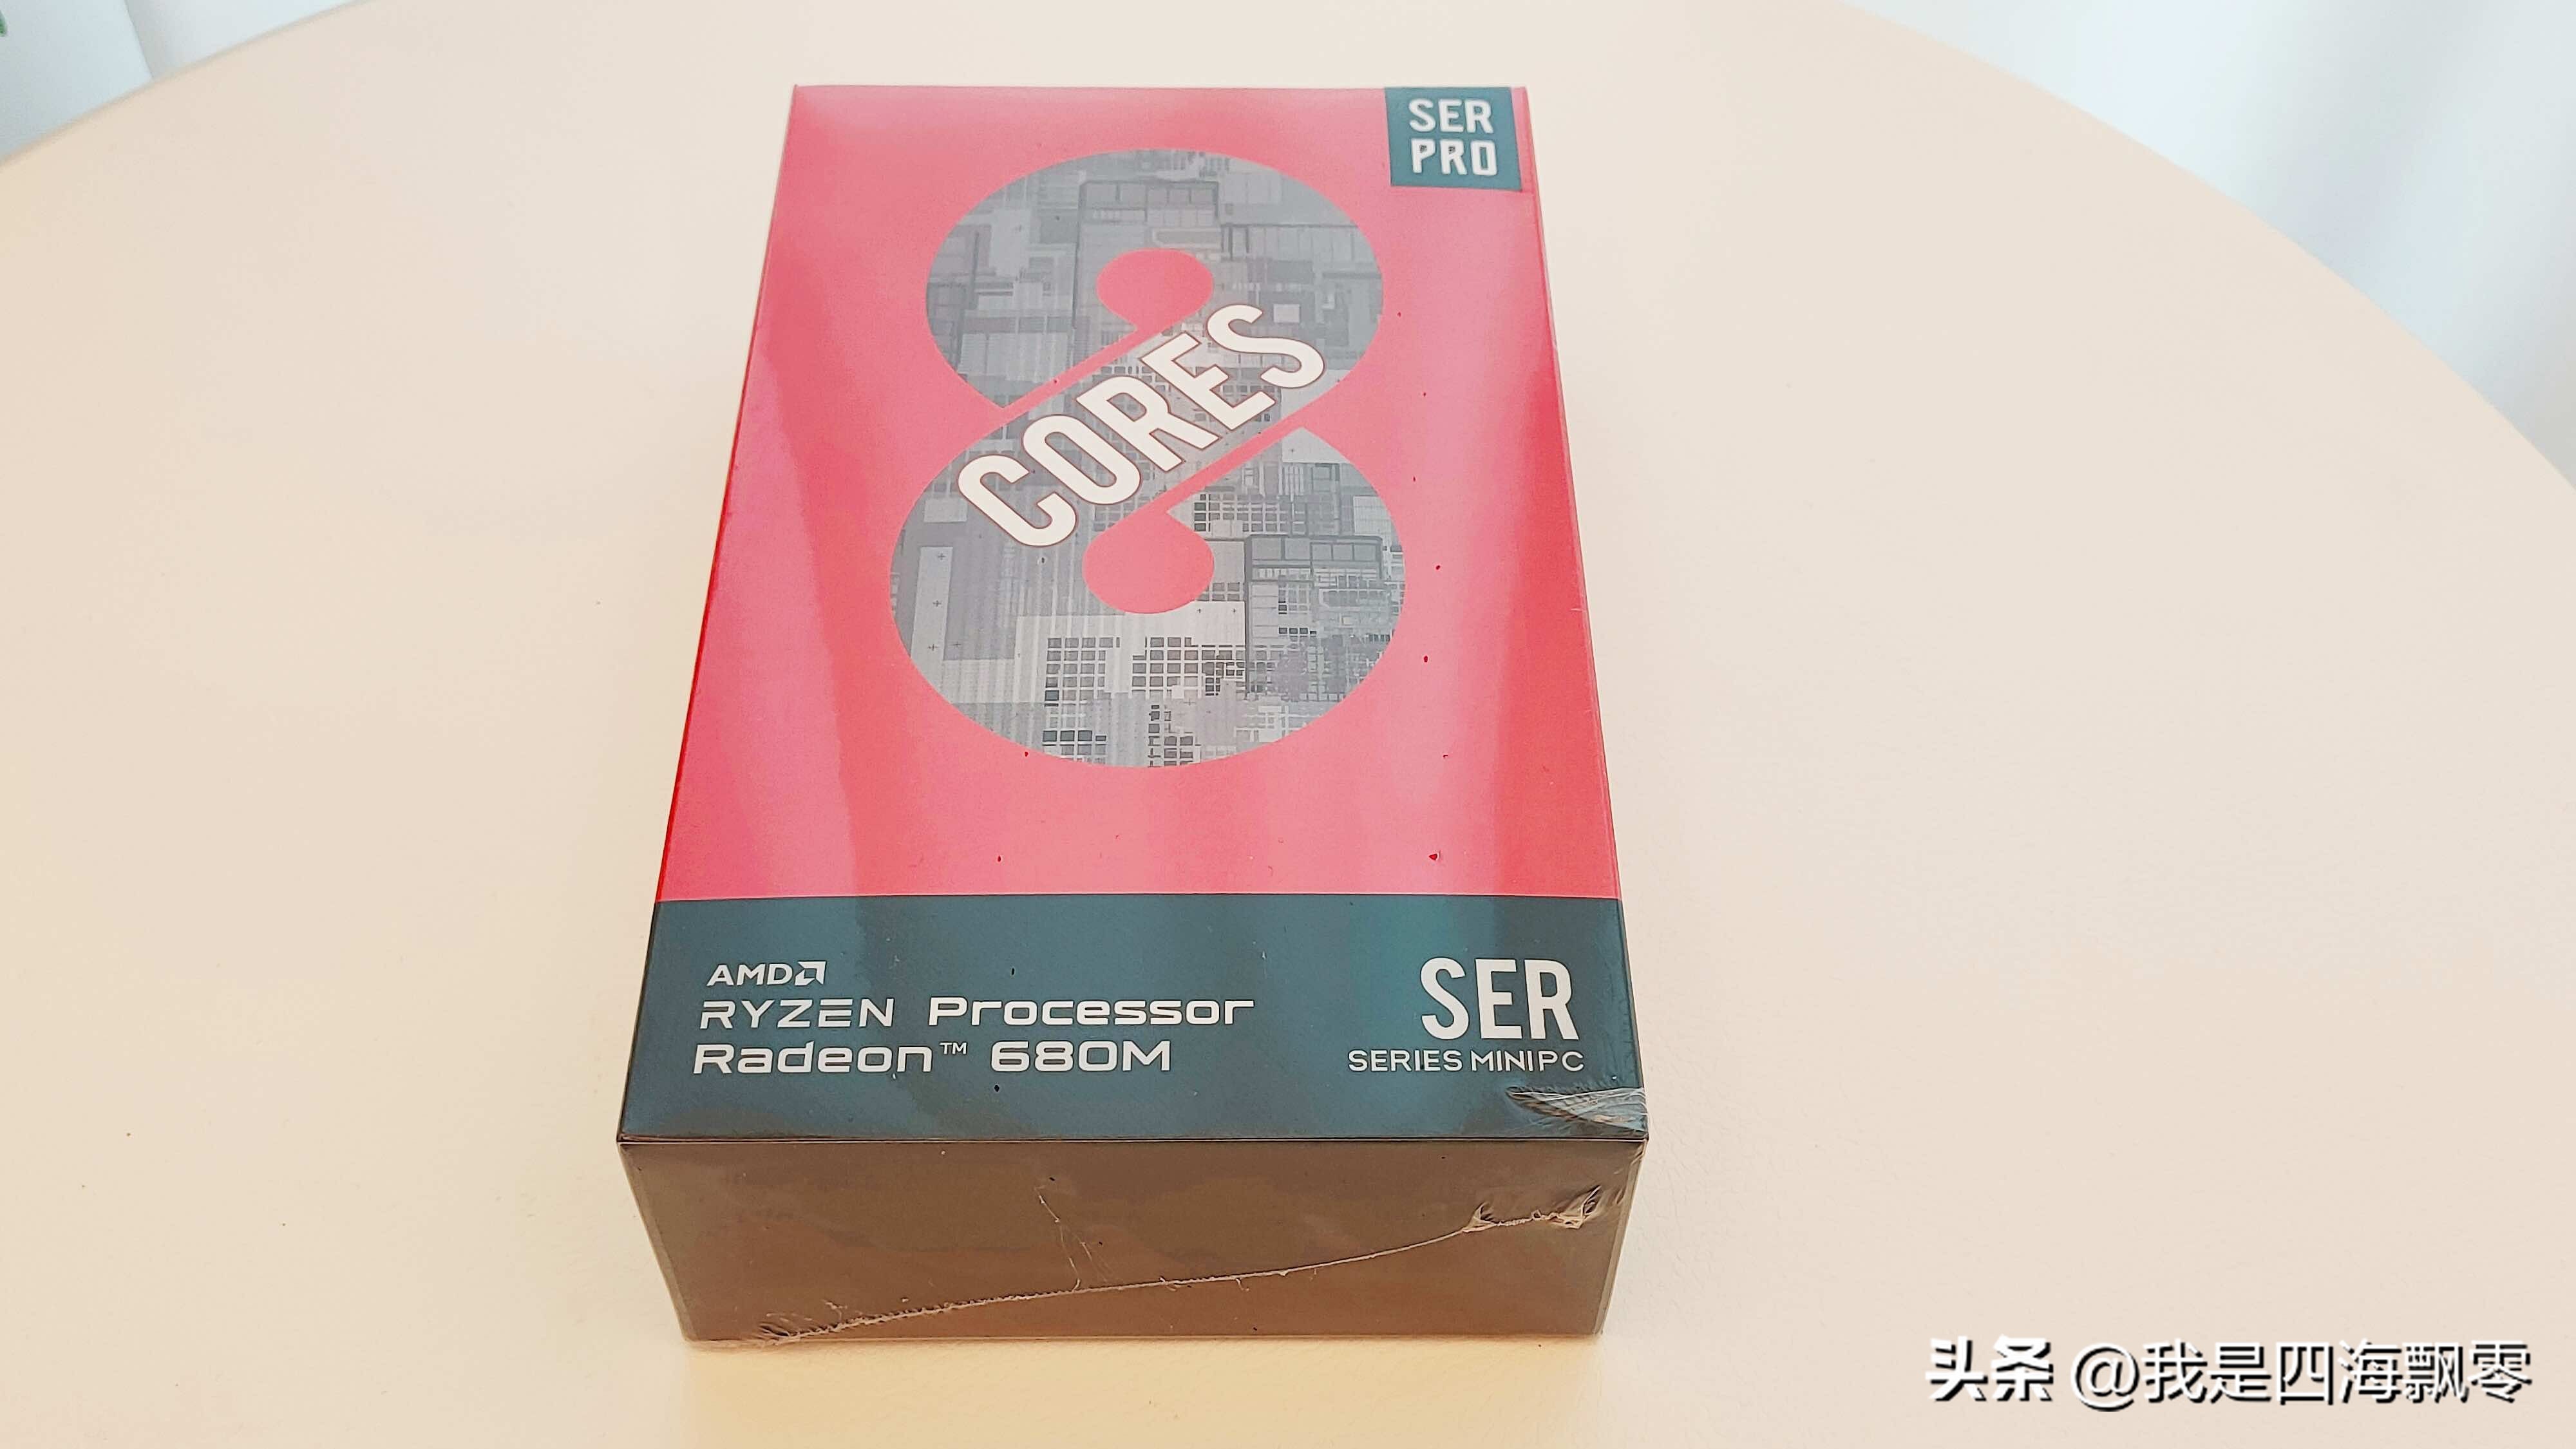 SER
PRO
8
CORES
AMD
RYZEN Processor
Radeon™ 680M
SER
SERIES MINIPC
头条 @我是四海飘零